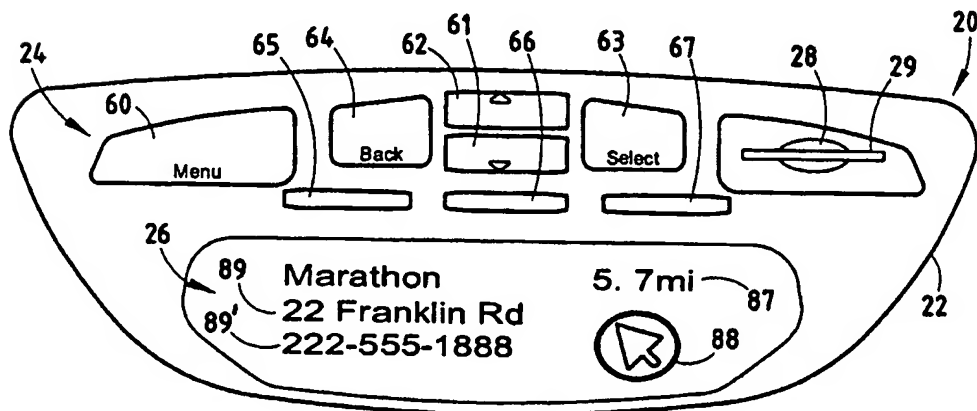 61
62 66 63 67 20
65 64 28 29
24
60
Back Select
Menu
26
89 Marathon 5. 7mi 87 22
22 Franklin Rd
89' 222-555-1888 88